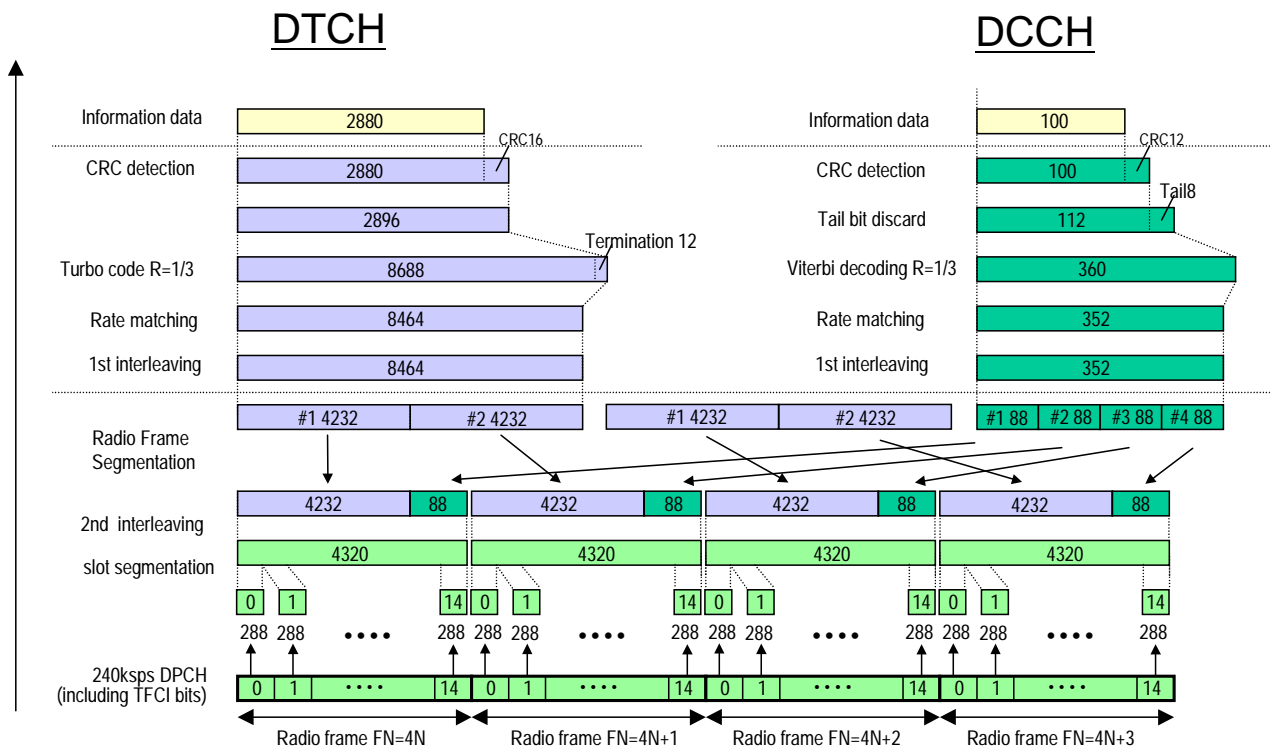 DTCH DCCH
Information data 2880 Information data 100
CRC16 CRC12
CRC detection 2880 CRC detection 100
Tail8
2896 Tail bit discard 112
Termination 12
Turbo code R=1/3 8688 Viterbi decoding R=1/3 360
Rate matching 8464 Rate matching 352
1st interleaving 8464 1st interleaving 352
#1 4232 #2 4232 #1 4232 #2 4232 #1 88 #2 88 #3 88 #4 88
Radio Frame
Segmentation
4232 88 4232 88 4232 88 4232 88
2nd interleaving
4320 4320 4320 4320
slot segmentation
0 1 14 0 1 14 0 1 14 0 1 14
288 288 •••• 288 288 288 •••• 288 288 288 •••• 288 288 288 •••• 288
240ksps DPCH
(including TFCI bits)
0 1 •••• 14 0 1 •••• 14 0 1 •••• 14 0 1 •••• 14
Radio frame FN=4N Radio frame FN=4N+1 Radio frame FN=4N+2 Radio frame FN=4N+3